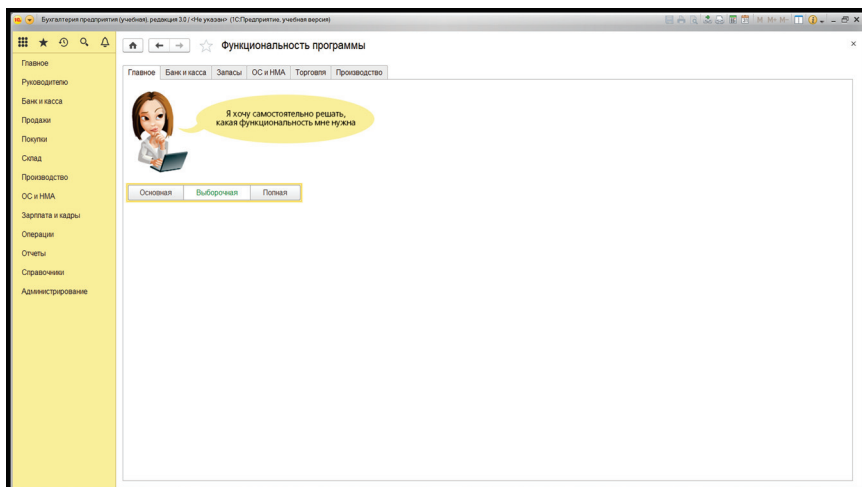 Бухгалтерия предприятия (учебная), редакция 3.0 / <Не указан> (1С:Предприятие, учебная версия)
M M+ M-
Функциональность программы
Главное
Руководителю
Банк и касса
Продажи
Покупки
Склад
Производство
ОС и НМА
Зарплата и кадры
Операции
Отчеты
Справочники
Администрирование
Главное Банк и касса Запасы ОС и НМА Торговля Производство
Я хочу самостоятельно решать,
какая функциональность мне нужна
Основная Выборочная Полная